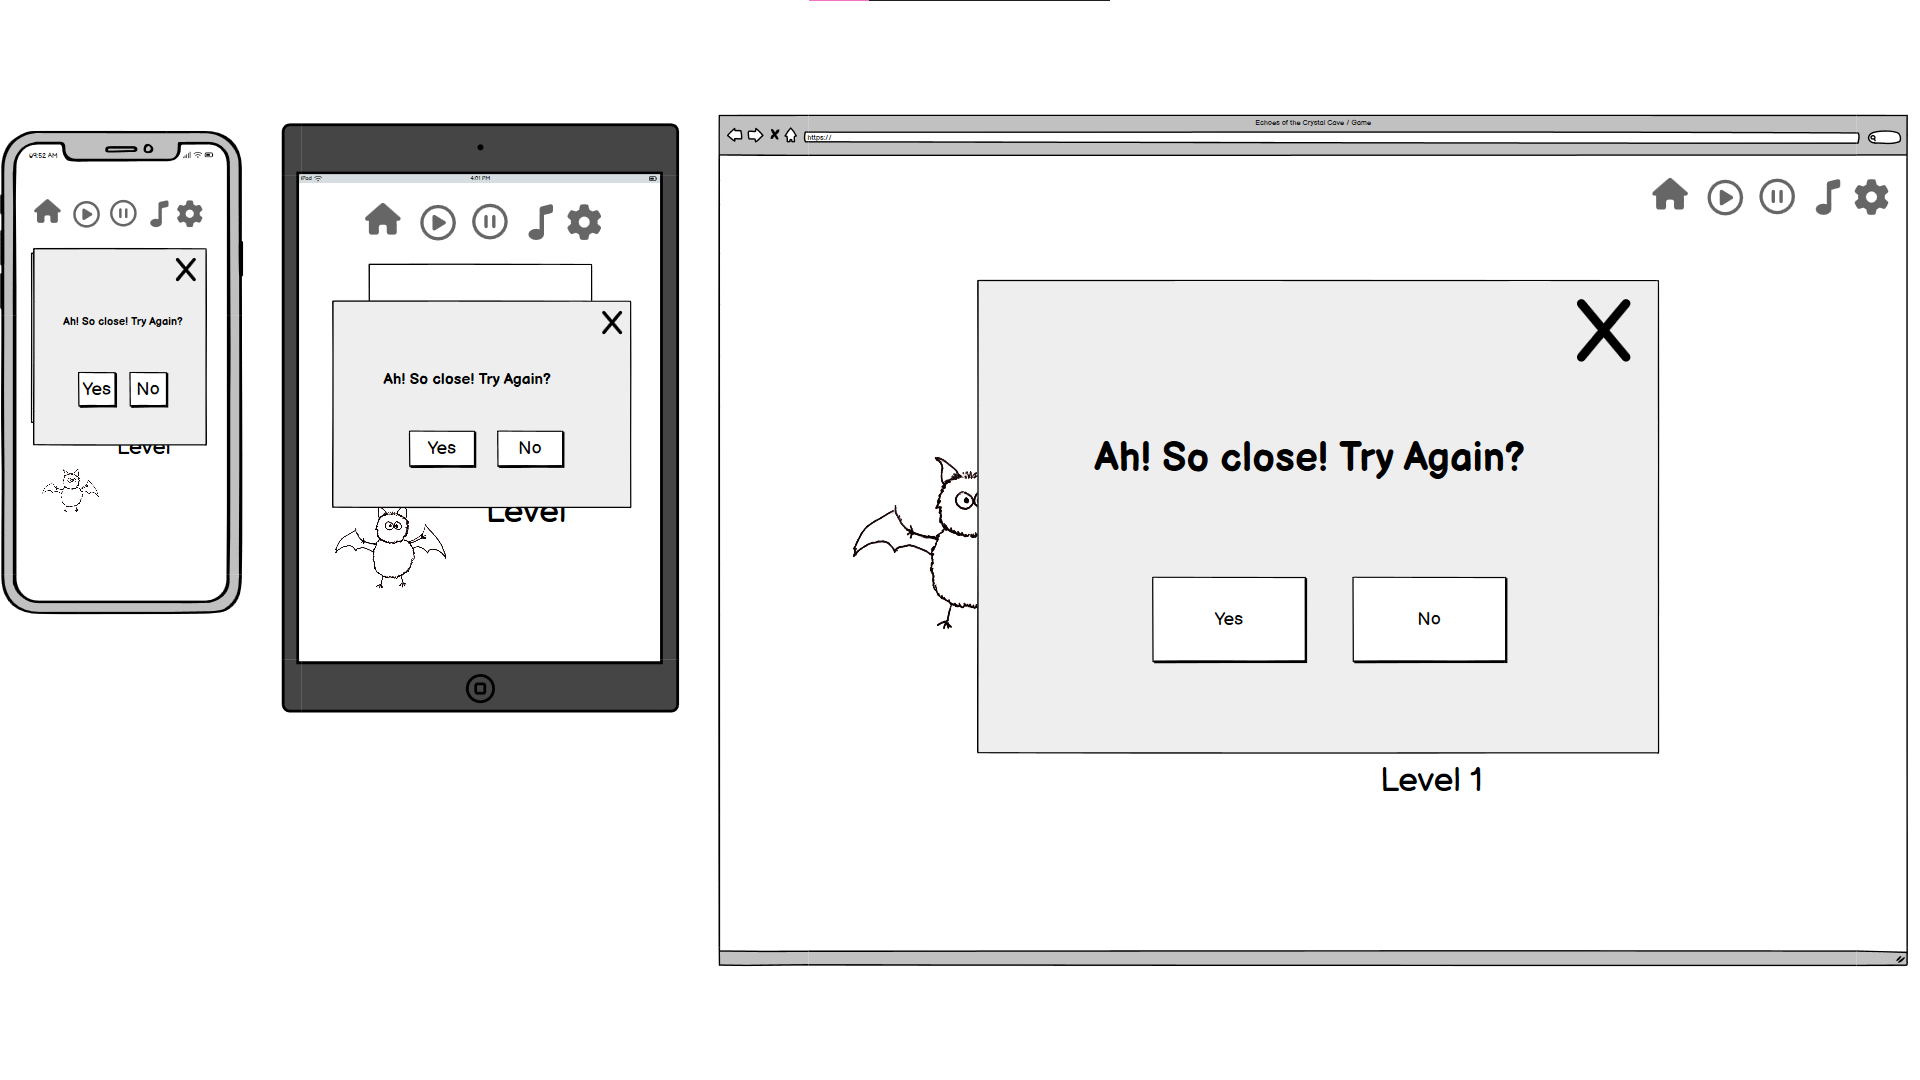 09:52 AM
Ah! So close! Try Again?
Yes No
Level
iPad 4:01 PM
Ah! So close! Try Again?
Yes No
Level
Echoes of the Crystal Cave / Game
https://
Ah! So close! Try Again?
Yes No
Level 1